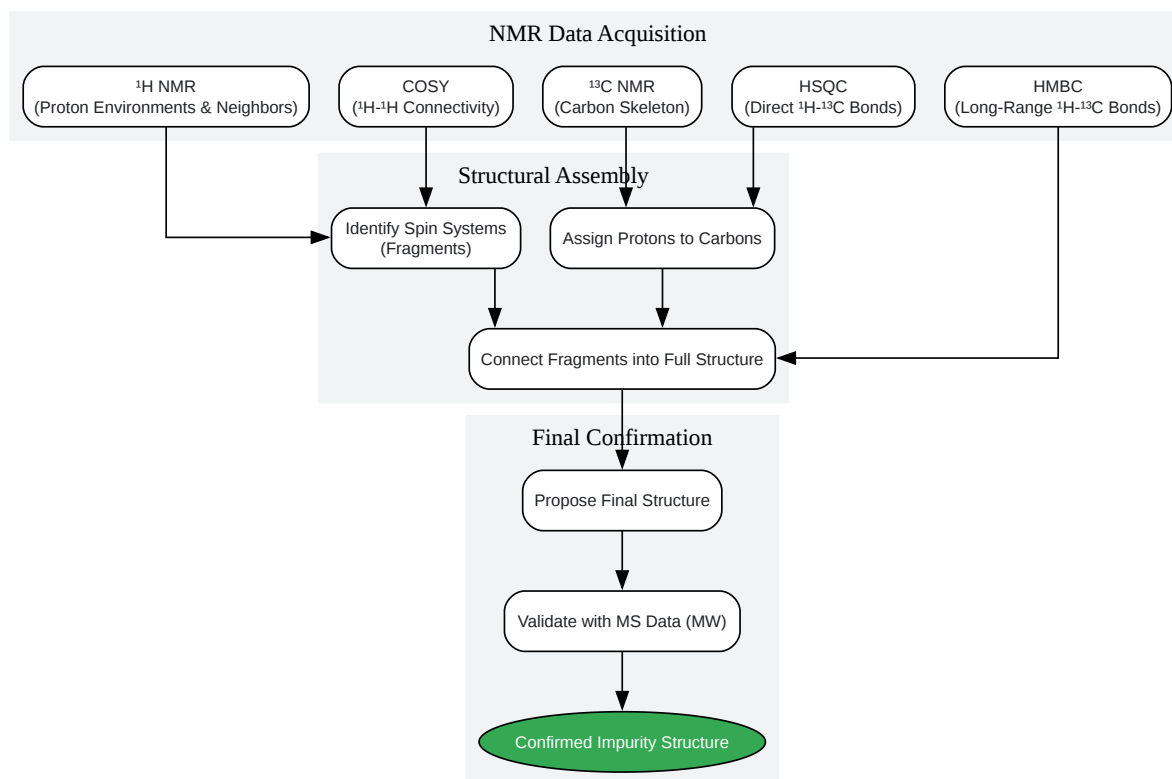 NMR Data Acquisition
¹H NMR
(Proton Environments & Neighbors)
COSY
(¹H-¹H Connectivity)
¹³C NMR
(Carbon Skeleton)
HSQC
(Direct ¹H-¹³C Bonds)
HMBC
(Long-Range ¹H-¹³C Bonds)
Structural Assembly
Identify Spin Systems
(Fragments)
Assign Protons to Carbons
Connect Fragments into Full Structure
Final Confirmation
Propose Final Structure
Validate with MS Data (MW)
Confirmed Impurity Structure